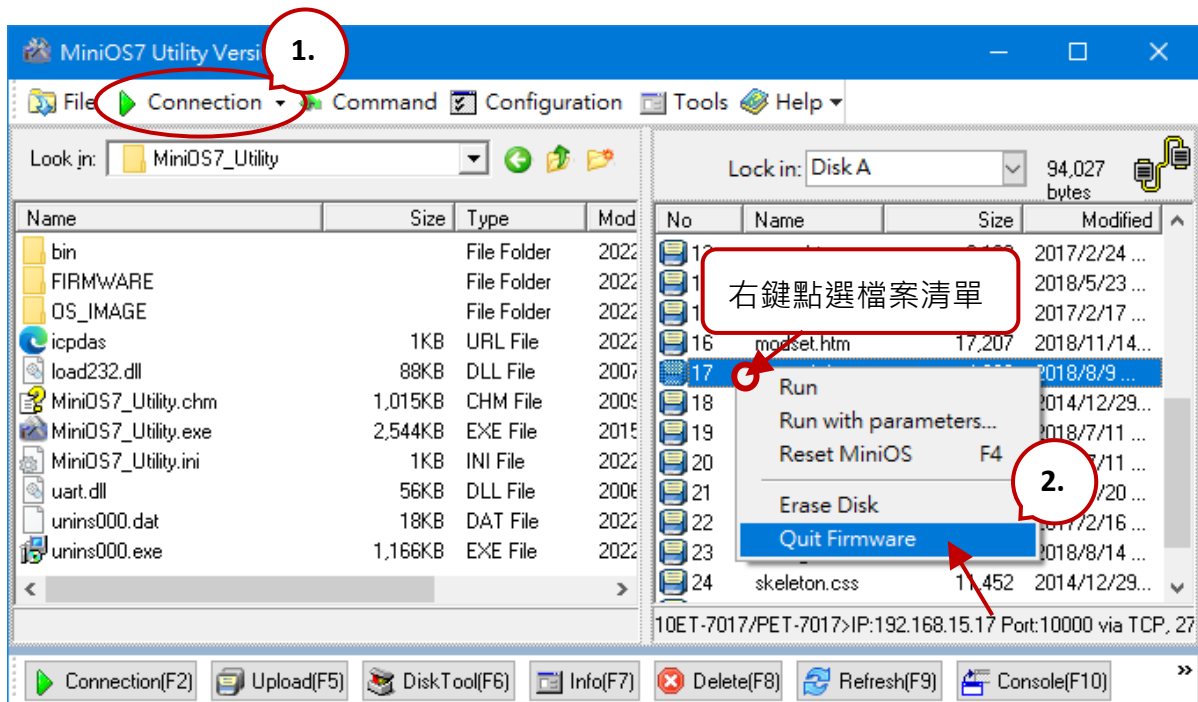 MiniOS7 Utility Versi
1.
File Connection Command Configuration Tools Help
Look in: MiniOS7_Utility
Lock in: Disk A 94,027 bytes
Name Size Type Mod
bin File Folder 2022
FIRMWARE File Folder 2022
OS_IMAGE File Folder 2022
icpdas 1KB URL File 2022
load232.dll 88KB DLL File 2007
MiniOS7_Utility.chm 1,015KB CHM File 2009
MiniOS7_Utility.exe 2,544KB EXE File 2015
MiniOS7_Utility.ini 1KB INI File 2022
uart.dll 56KB DLL File 2006
unins000.dat 18KB DAT File 2022
unins000.exe 1,166KB EXE File 2022
No Name Size Modified
13 2017/2/24 ...
2018/5/23 ...
2017/2/17 ...
16 modset.htm 17,207 2018/11/14...
17 2018/8/9 ...
18 2014/12/29...
19 2018/7/11 ...
20 7/11 ...
21 /20 ...
22 2017/2/16 ...
23 2018/8/14 ...
24 skeleton.css 11,452 2014/12/29...
右鍵點選檔案清單
Run
Run with parameters...
Reset MiniOS F4
Erase Disk
Quit Firmware
2.
10ET-7017/PET-7017>IP:192.168.15.17 Port:10000 via TCP, 27
Connection(F2) Upload(F5) DiskTool(F6) Info(F7) Delete(F8) Refresh(F9) Console(F10) »